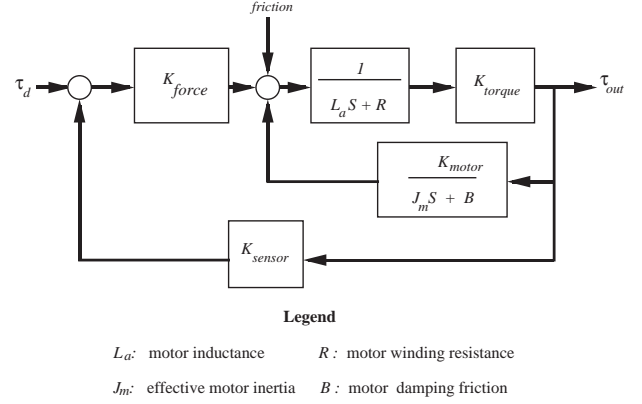 friction
τd
Kforce
1
LaS + R
Ktorque
τout
Kmotor
JmS + B
Ksensor
Legend
La: motor inductance R : motor winding resistance
Jm: effective motor inertia B : motor damping friction